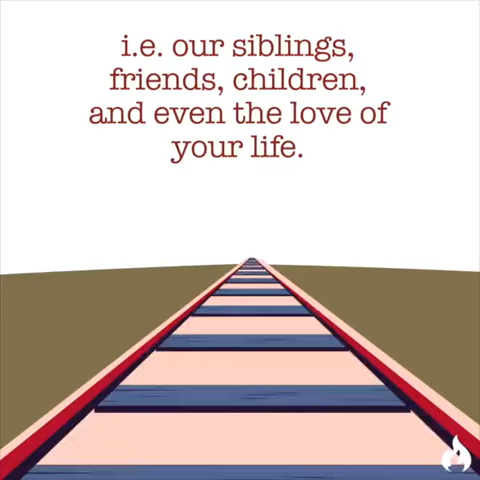 i.e. our siblings,
friends, children,
and even the love of
your life.